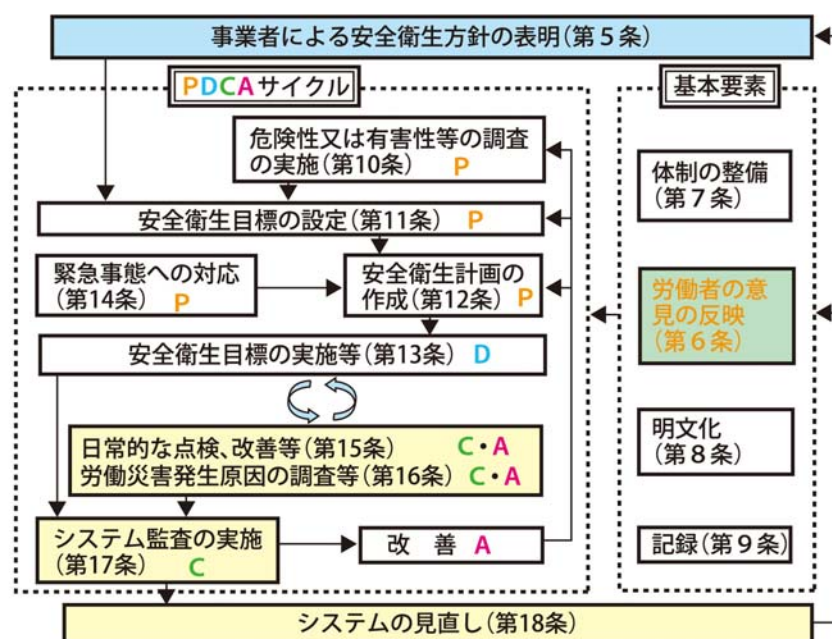 事業者による安全衛生方針の表明(第5条)
PDCAサイクル
危険性又は有害性等の調査
の実施(第10条) P
安全衛生目標の設定(第11条) P
緊急事態への対応
(第14条) P
安全衛生計画の
作成(第12条) P
安全衛生目標の実施等(第13条) D
日常的な点検、改善等(第15条) C・A
労働災害発生原因の調査等(第16条) C・A
システム監査の実施
(第17条) C
改 善 A
基本要素
体制の整備
(第7条)
労働者の意
見の反映
(第6条)
明文化
(第8条)
記録(第9条)
システムの見直し(第18条)